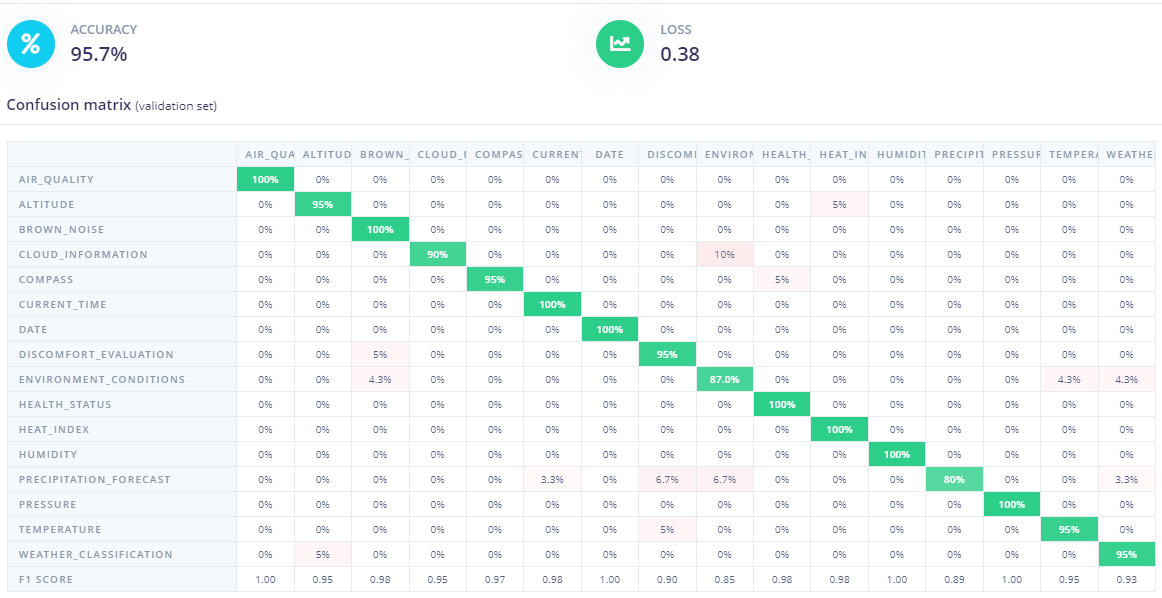 ACCURACY
95.7%
LOSS
0.38
Confusion matrix (validation set)
AIR_QUA ALTITUD BROWN_ CLOUD_I COMPAS CURRENT DATE DISCOMI ENVIRON HEALTH_ HEAT_IN HUMIDIT PRECIPIT PRESSUR TEMPERA WEATHE
AIR_QUALITY 100% 0% 0% 0% 0% 0% 0% 0% 0% 0% 0% 0% 0% 0% 0% 0%
ALTITUDE 0% 95% 0% 0% 0% 0% 0% 0% 0% 0% 5% 0% 0% 0% 0% 0%
BROWN_NOISE 0% 0% 100% 0% 0% 0% 0% 0% 0% 0% 0% 0% 0% 0% 0% 0%
CLOUD_INFORMATION 0% 0% 0% 90% 0% 0% 0% 0% 10% 0% 0% 0% 0% 0% 0% 0%
COMPASS 0% 0% 0% 0% 95% 0% 0% 0% 0% 5% 0% 0% 0% 0% 0% 0%
CURRENT_TIME 0% 0% 0% 0% 0% 100% 0% 0% 0% 0% 0% 0% 0% 0% 0% 0%
DATE 0% 0% 0% 0% 0% 0% 100% 0% 0% 0% 0% 0% 0% 0% 0% 0%
DISCOMFORT_EVALUATION 0% 0% 5% 0% 0% 0% 0% 95% 0% 0% 0% 0% 0% 0% 0% 0%
ENVIRONMENT_CONDITIONS 0% 0% 4.3% 0% 0% 0% 0% 0% 87.0% 0% 0% 0% 0% 0% 4.3% 4.3%
HEALTH_STATUS 0% 0% 0% 0% 0% 0% 0% 0% 0% 100% 0% 0% 0% 0% 0% 0%
HEAT_INDEX 0% 0% 0% 0% 0% 0% 0% 0% 0% 0% 100% 0% 0% 0% 0% 0%
HUMIDITY 0% 0% 0% 0% 0% 0% 0% 0% 0% 0% 0% 100% 0% 0% 0% 0%
PRECIPITATION_FORECAST 0% 0% 0% 0% 0% 3.3% 0% 6.7% 6.7% 0% 0% 0% 80% 0% 0% 3.3%
PRESSURE 0% 0% 0% 0% 0% 0% 0% 0% 0% 0% 0% 0% 0% 100% 0% 0%
TEMPERATURE 0% 0% 0% 0% 0% 0% 0% 5% 0% 0% 0% 0% 0% 0% 95% 0%
WEATHER_CLASSIFICATION 0% 5% 0% 0% 0% 0% 0% 0% 0% 0% 0% 0% 0% 0% 0% 95%
F1 SCORE 1.00 0.95 0.98 0.95 0.97 0.98 1.00 0.90 0.85 0.98 0.98 1.00 0.89 1.00 0.95 0.93